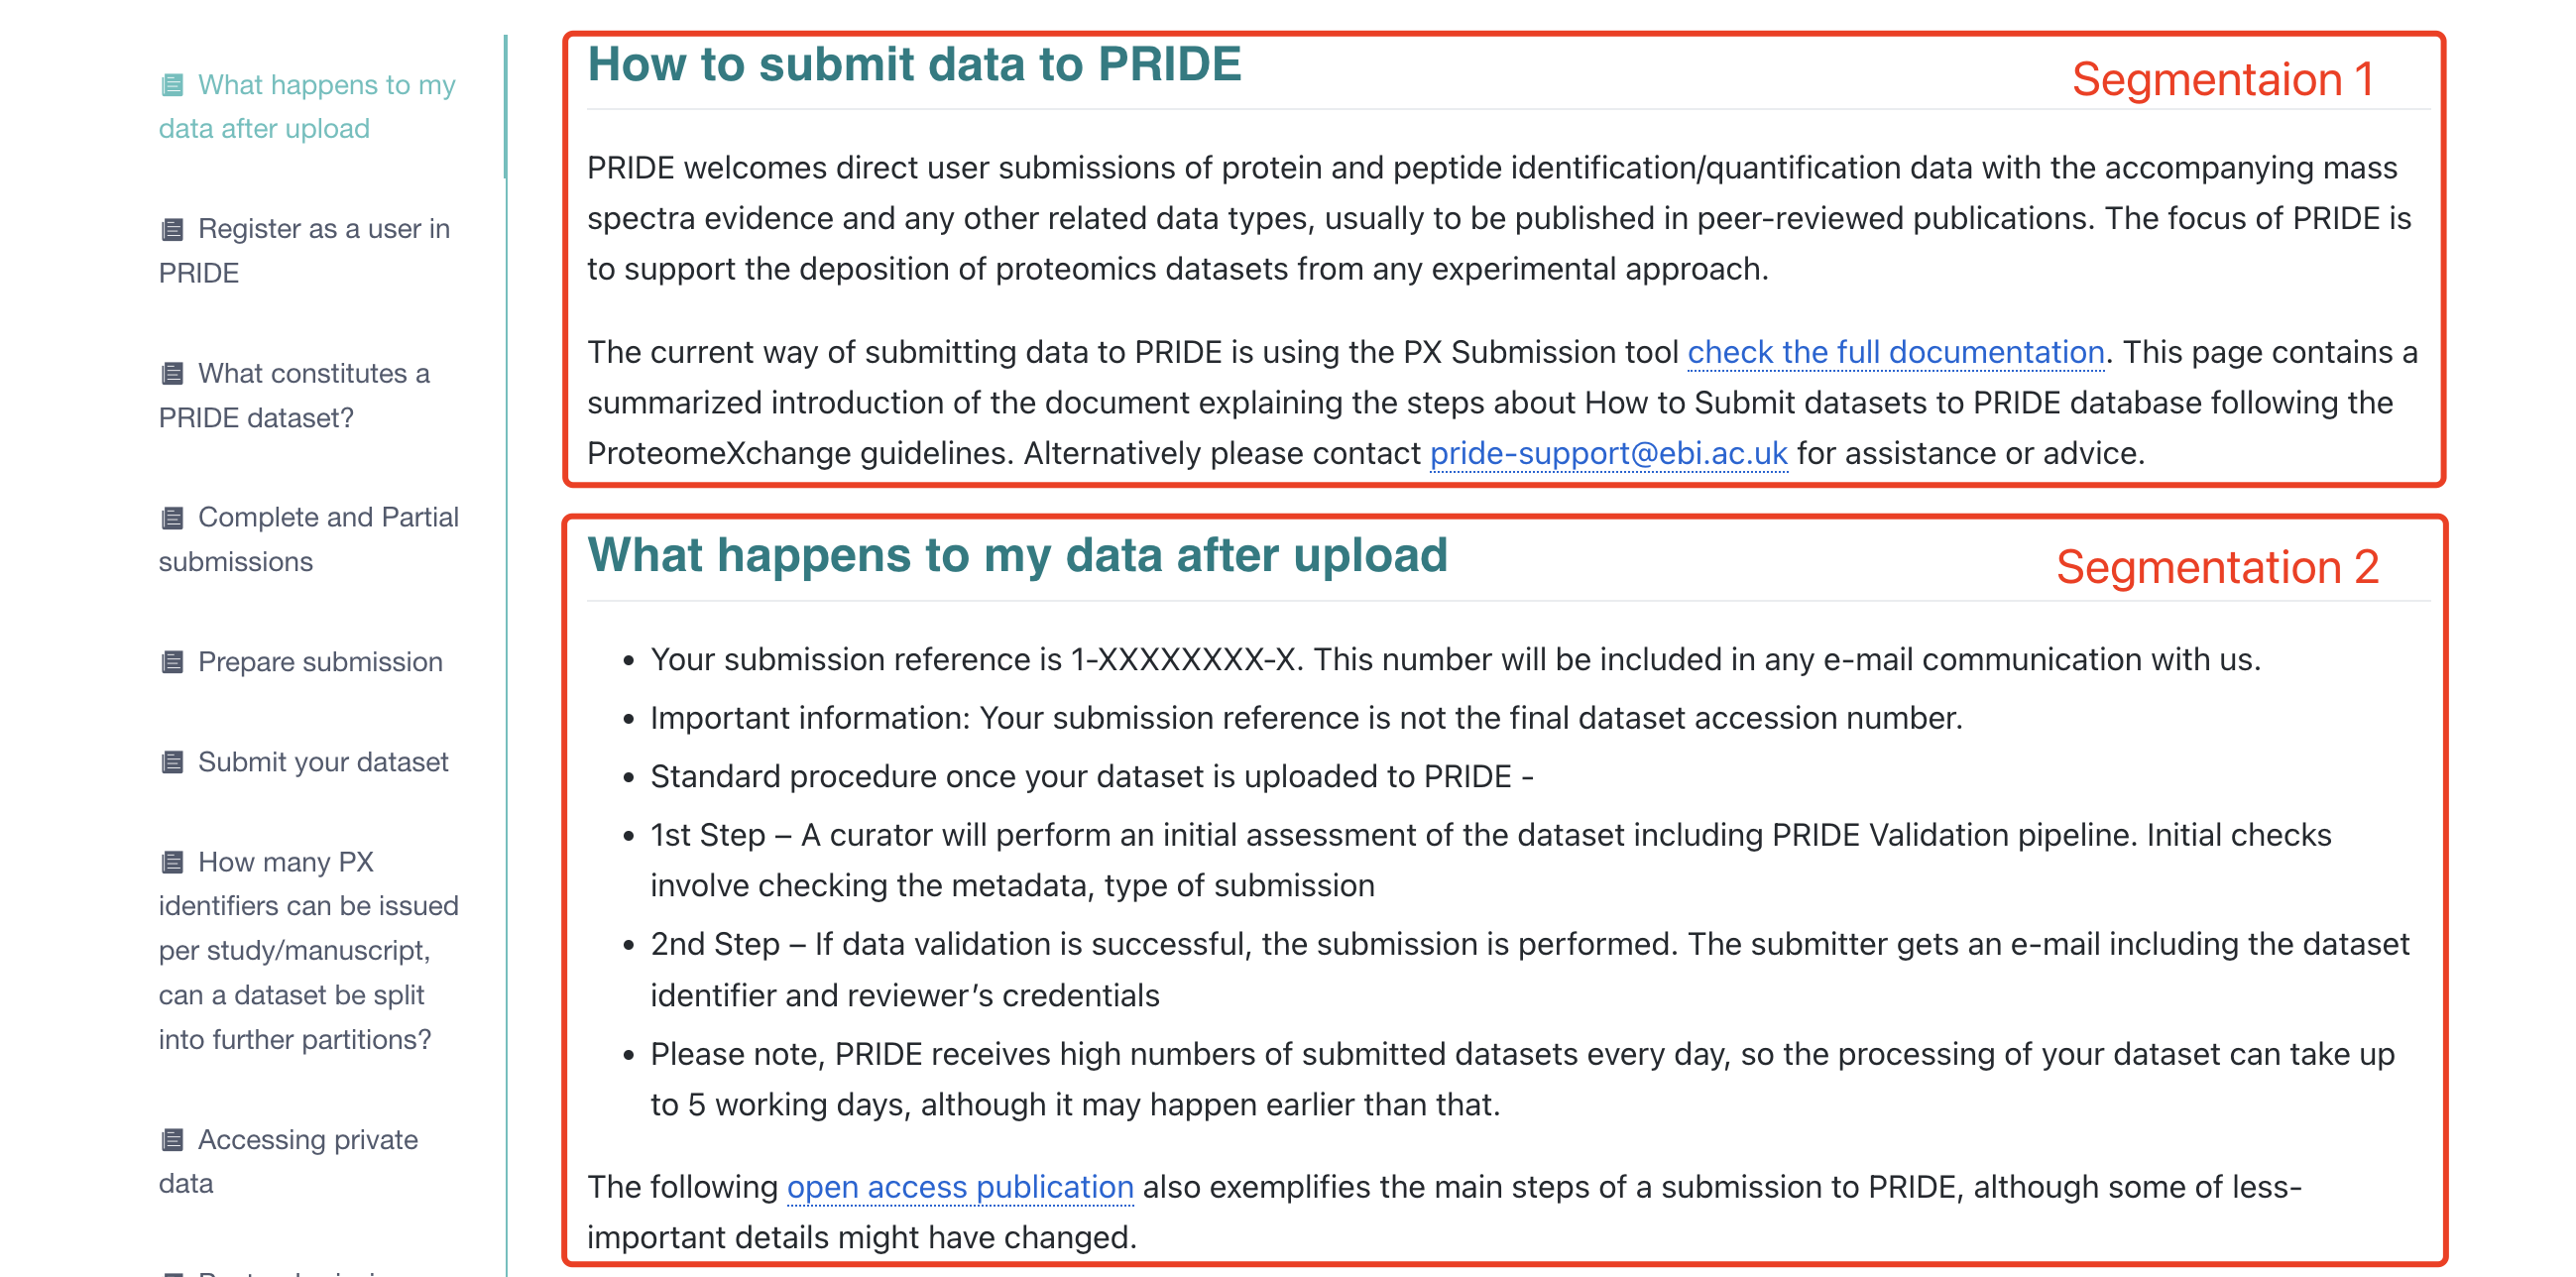 What happens to my
data after upload
Register as a user in
PRIDE
What constitutes a
PRIDE dataset?
Complete and Partial
submissions
Prepare submission
Submit your dataset
How many PX
identifiers can be issued
per study/manuscript,
can a dataset be split
into further partitions?
Accessing private
data
How to submit data to PRIDE
Segmentaion 1
PRIDE welcomes direct user submissions of protein and peptide identification/quantification data with the accompanying mass
spectra evidence and any other related data types, usually to be published in peer-reviewed publications. The focus of PRIDE is
to support the deposition of proteomics datasets from any experimental approach.
The current way of submitting data to PRIDE is using the PX Submission tool check the full documentation. This page contains a
summarized introduction of the document explaining the steps about How to Submit datasets to PRIDE database following the
ProteomeXchange guidelines. Alternatively please contact pride-support@ebi.ac.uk for assistance or advice.
What happens to my data after upload
Segmentation 2
• Your submission reference is 1-XXXXXXXX-X. This number will be included in any e-mail communication with us.
• Important information: Your submission reference is not the final dataset accession number.
• Standard procedure once your dataset is uploaded to PRIDE -
• 1st Step – A curator will perform an initial assessment of the dataset including PRIDE Validation pipeline. Initial checks
involve checking the metadata, type of submission
• 2nd Step – If data validation is successful, the submission is performed. The submitter gets an e-mail including the dataset
identifier and reviewer’s credentials
• Please note, PRIDE receives high numbers of submitted datasets every day, so the processing of your dataset can take up
to 5 working days, although it may happen earlier than that.
The following open access publication also exemplifies the main steps of a submission to PRIDE, although some of less-
important details might have changed.